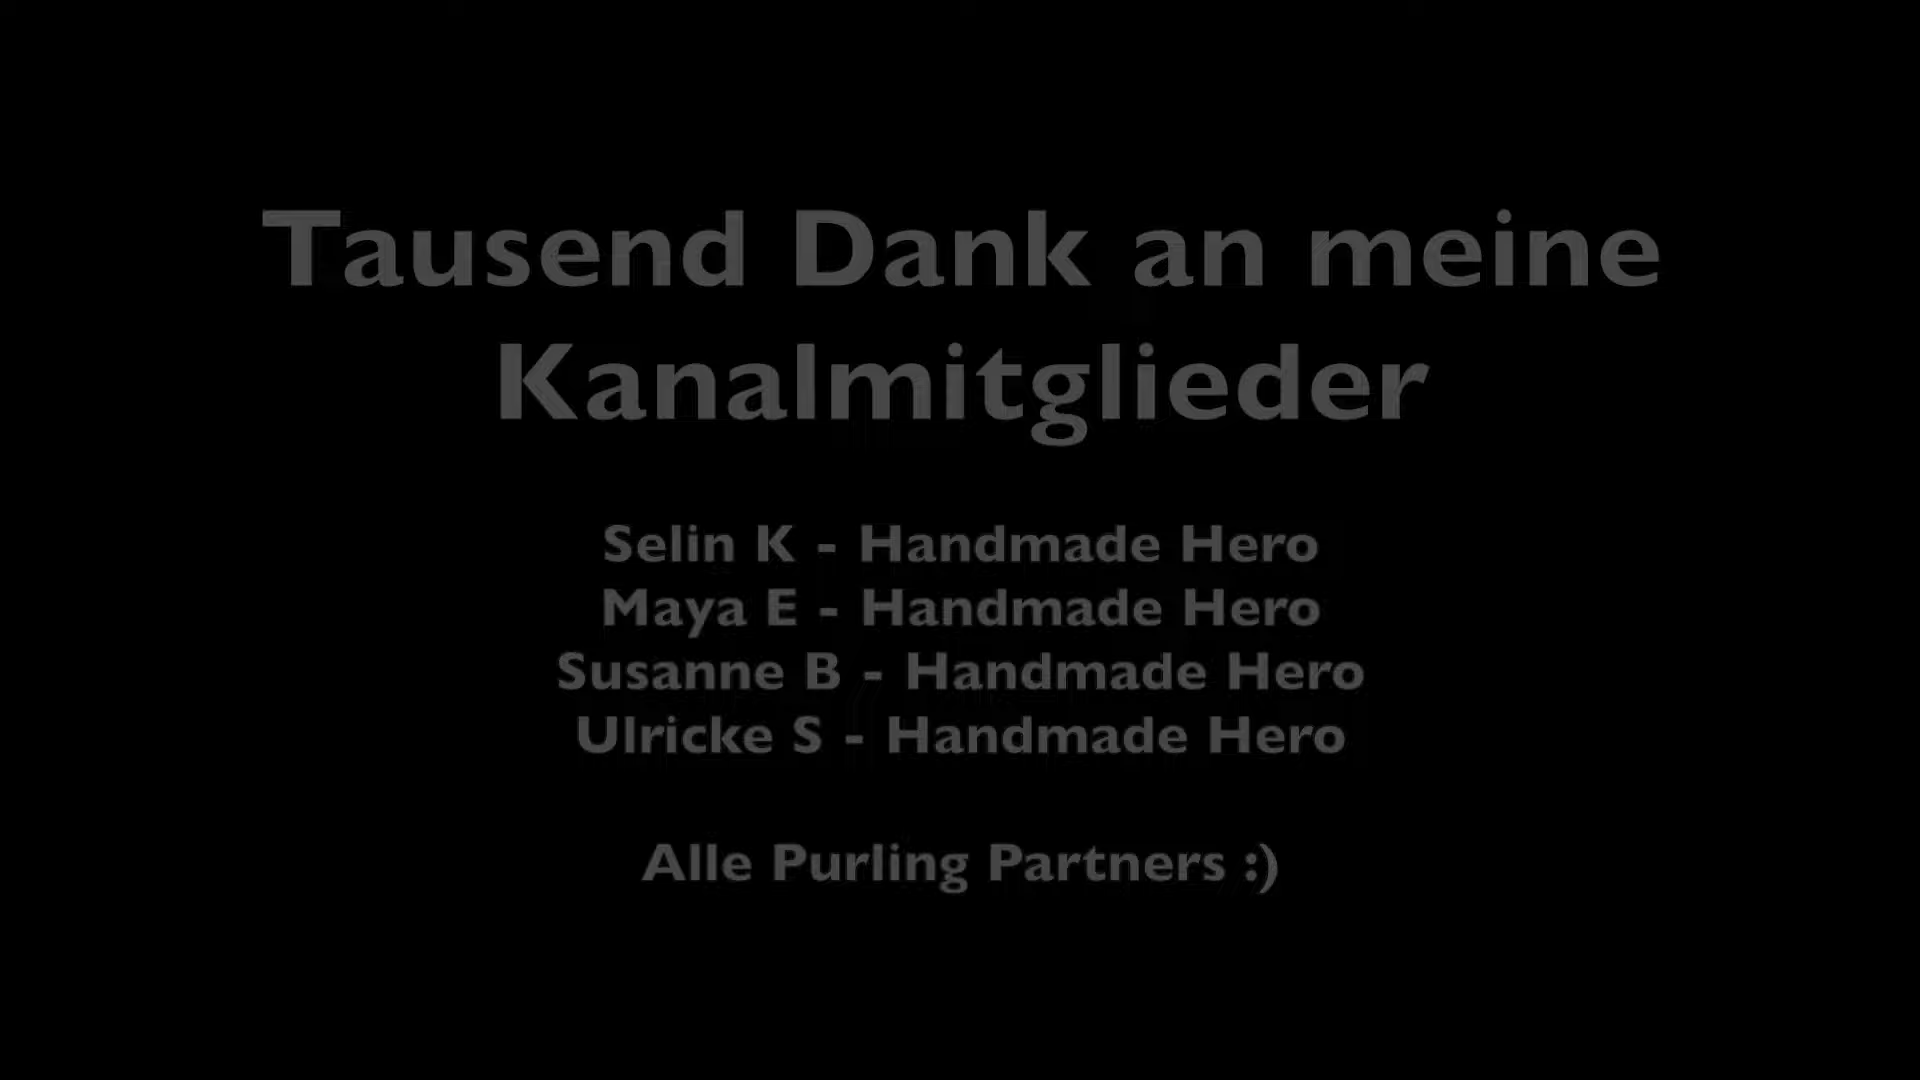 Tausend Dank an meine
Kanalmitglieder
Selin K - Handmade Hero
Maya E - Handmade Hero
Susanne B - Handmade Hero
Ulricke S - Handmade Hero
Alle Purling Partners :)